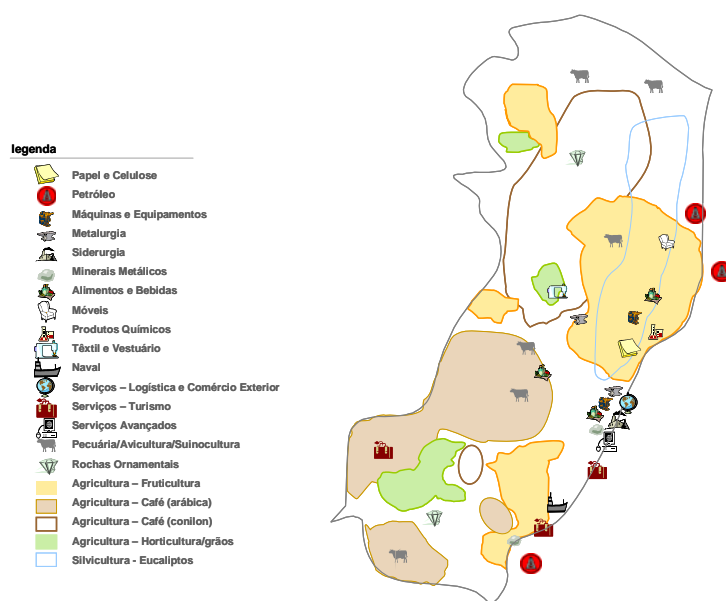 legenda
Papel e Celulose
Petróleo
Máquinas e Equipamentos
Metalurgia
Siderurgia
Minerais Metálicos
Alimentos e Bebidas
Móveis
Produtos Químicos
Têxtil e Vestuário
Naval
Serviços – Logística e Comércio Exterior
Serviços – Turismo
Serviços Avançados
Pecuária/Avicultura/Suinocultura
Rochas Ornamentais
Agricultura – Fruticultura
Agricultura – Café (arábica)
Agricultura – Café (conilon)
Agricultura – Horticultura/grãos
Silvicultura - Eucaliptos